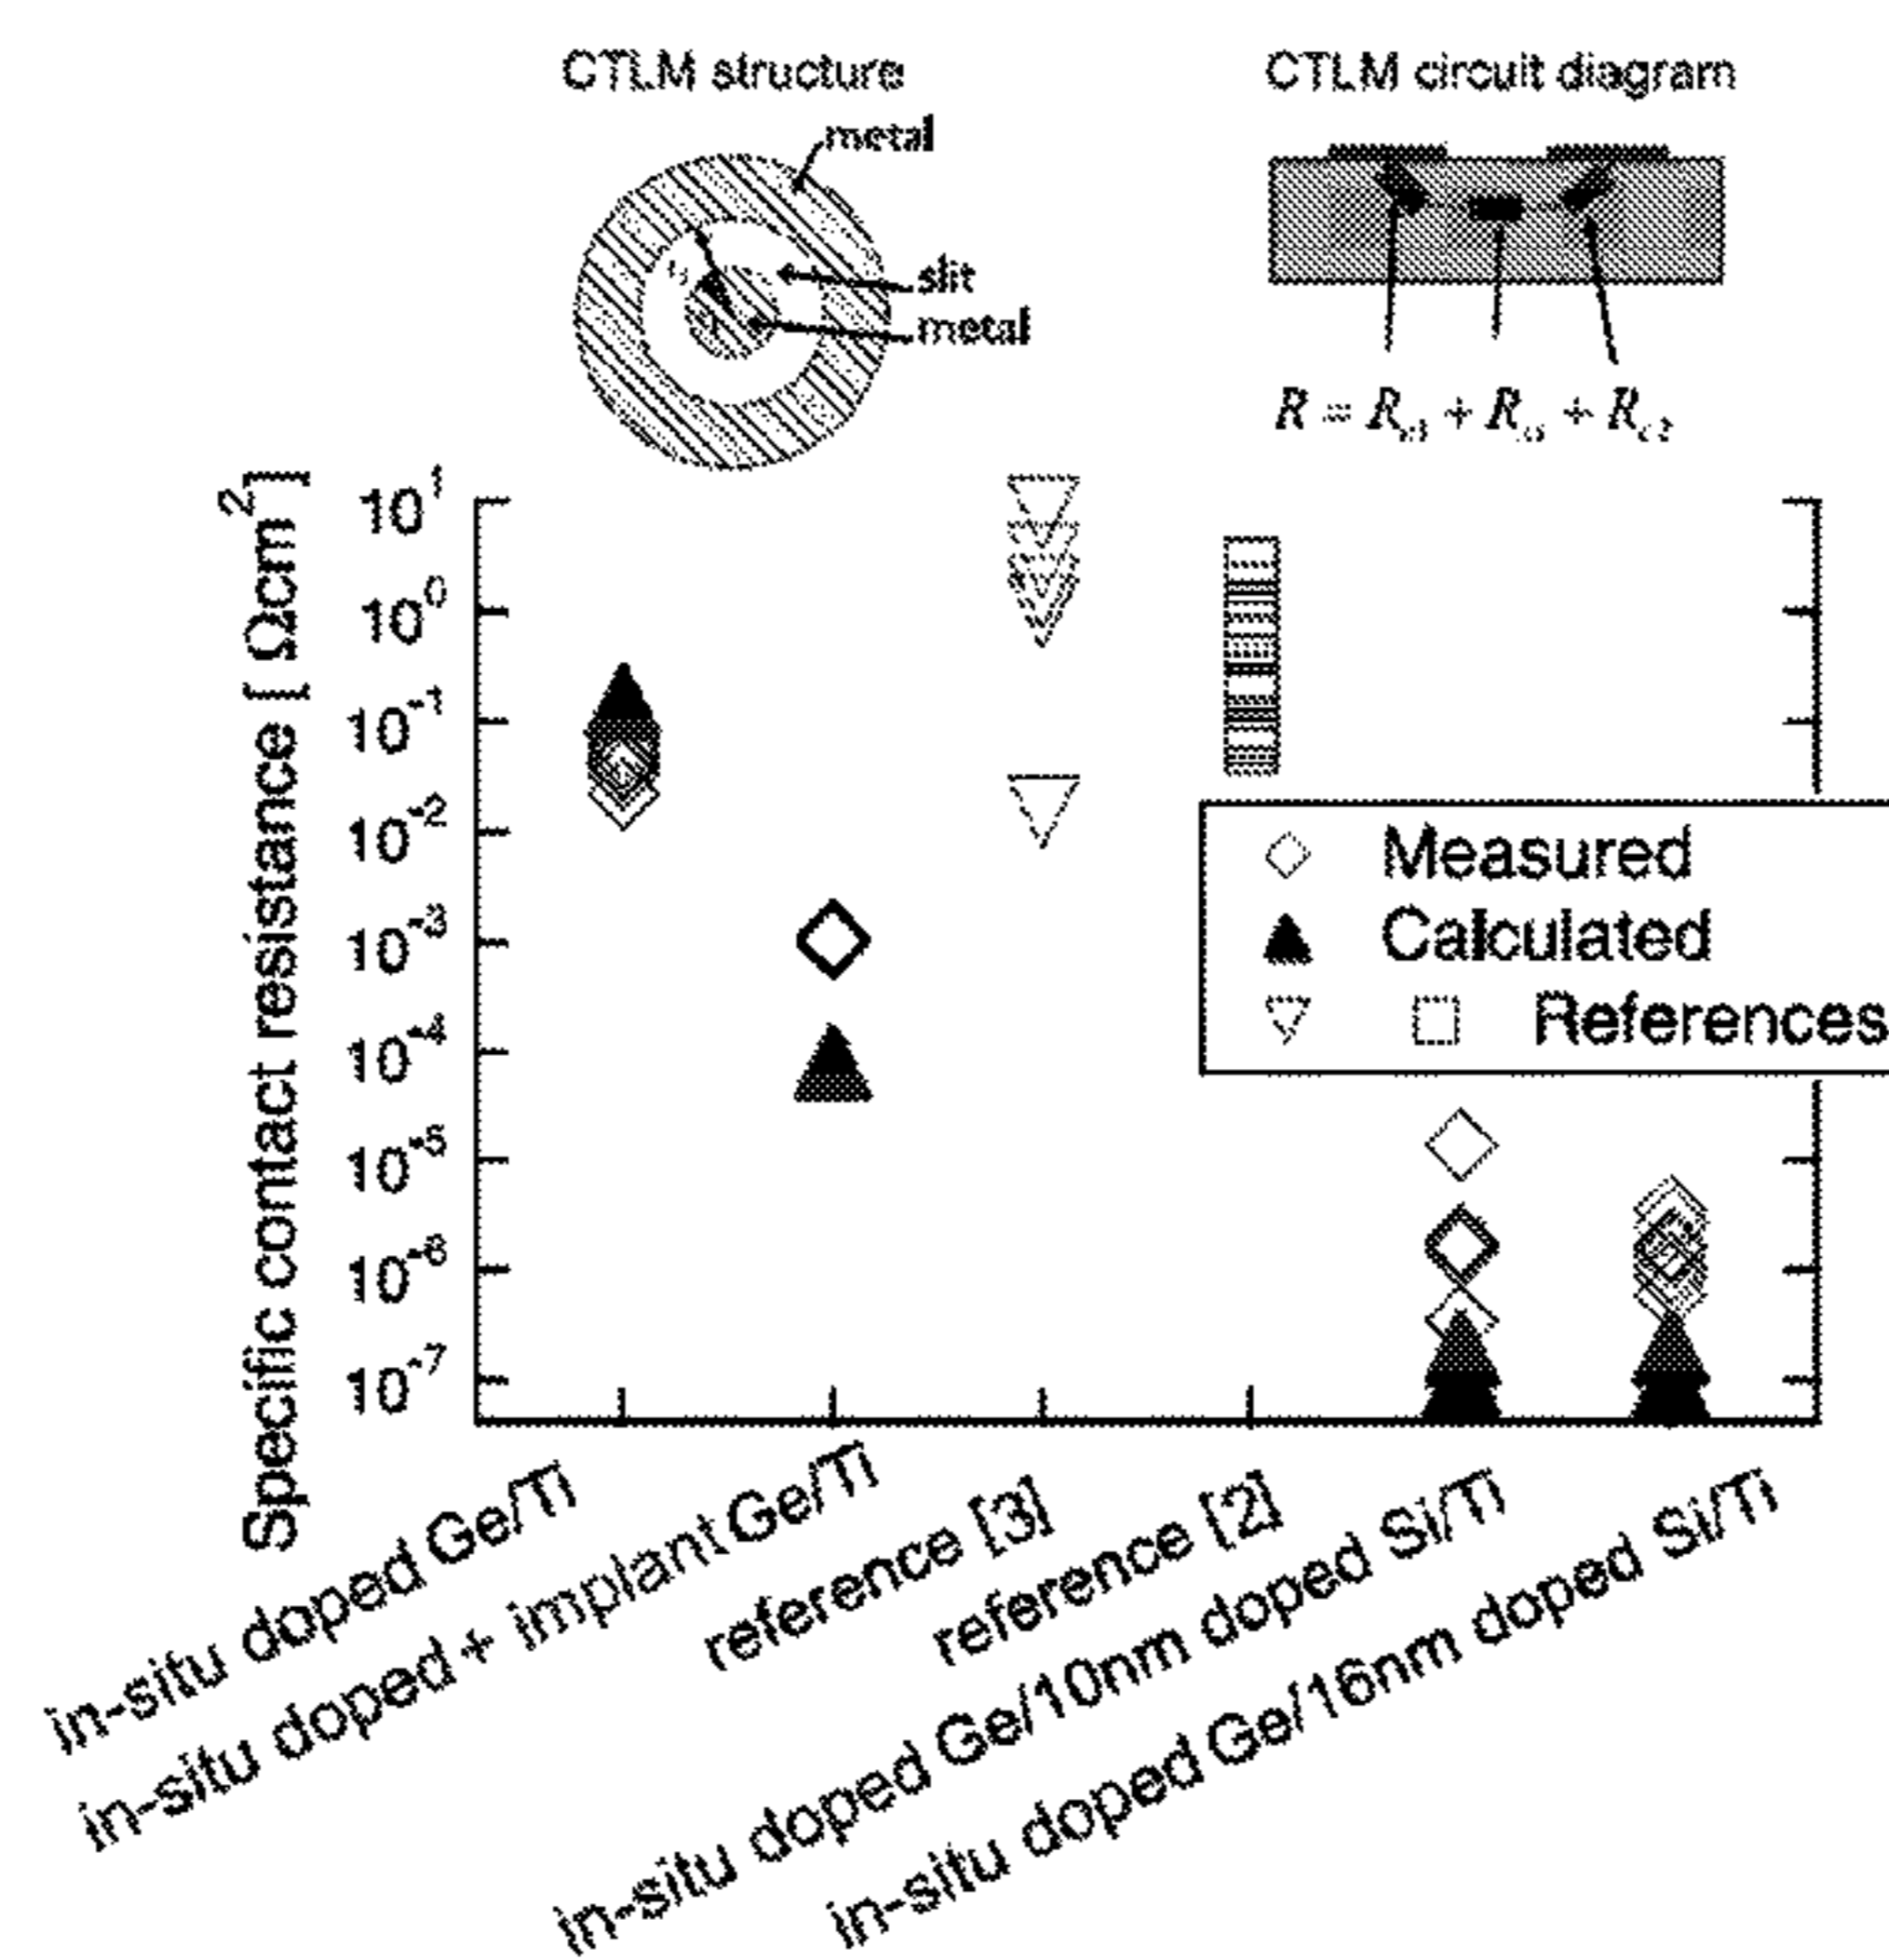 CTLM structure
CTLM circuit diagram
metal
slit
metal
R = R + R + R
Specific contact resistance [ Ωcm²]
10¹
10⁰
10⁻¹
10⁻²
10⁻³
10⁻⁴
10⁻⁵
10⁻⁶
10⁻⁷
Measured
Calculated
References
in-situ doped Ge/Ti
in-situ doped + implant Ge/Ti
reference [3]
reference [2]
in-situ doped Ge/10nm doped Si/Ti
in-situ doped Ge/16nm doped Si/Ti